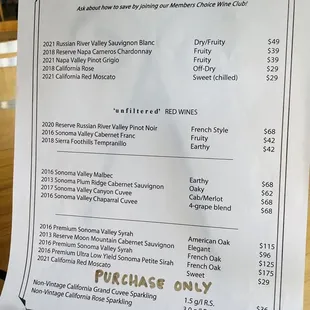 Ask about how to save by joining our Members Choice Wine Club!
2021 Russian River Valley Sauvignon Blanc Dry/Fruity $49
2018 Reserve Napa Carneros Chardonnay Fruity $39
2021 Napa Valley Pinot Grigio Fruity $39
2018 California Rose Off-Dry $29
2021 California Red Moscato Sweet (chilled) $29
'unfiltered' RED WINES
2020 Reserve Russian River Valley Pinot Noir French Style $68
2016 Sonoma Valley Cabernet Franc Fruity $42
2018 Sierra Foothills Tempranillo Earthy $42
2016 Sonoma Valley Malbec Earthy $68
2013 Sonoma Plum Ridge Cabernet Sauvignon Oaky $62
2017 Sonoma Valley Canyon Cuvee Cab/Merlot $68
2016 Sonoma Valley Chaparral Cuvee 4-grape blend $68
2016 Premium Sonoma Valley Syrah American Oak $115
2013 Reserve Moon Mountain Cabernet Sauvignon Elegant $96
2016 Premium Sonoma Valley Syrah French Oak $125
2016 Premium Ultra Low Yield Sonoma Petite Sirah French Oak $175
2021 California Red Moscato Sweet $29
PURCHASE ONLY
Non-Vintage California Grand Cuvee Sparkling 1.5 g/l R.S.
Non-Vintage California Rose Sparkling